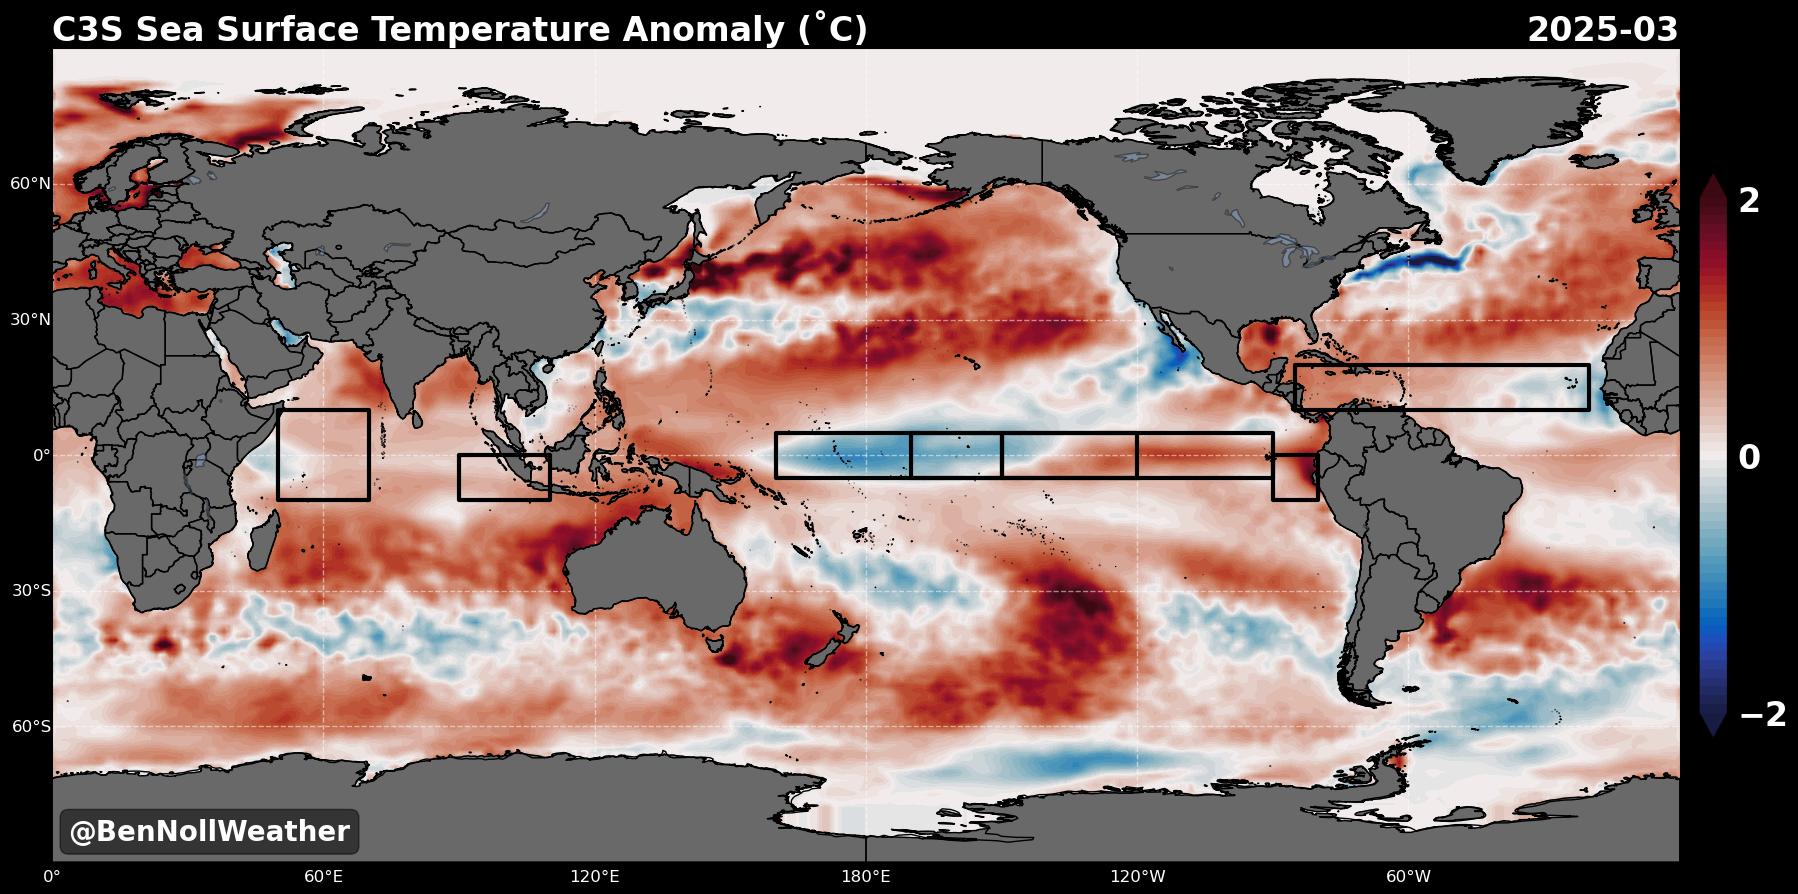 C3S Sea Surface Temperature Anomaly (˚C)
2025-03
60°N
30°N
0°
30°S
60°S
2
0
−2
@BenNollWeather
0°
60°E
120°E
180°E
120°W
60°W